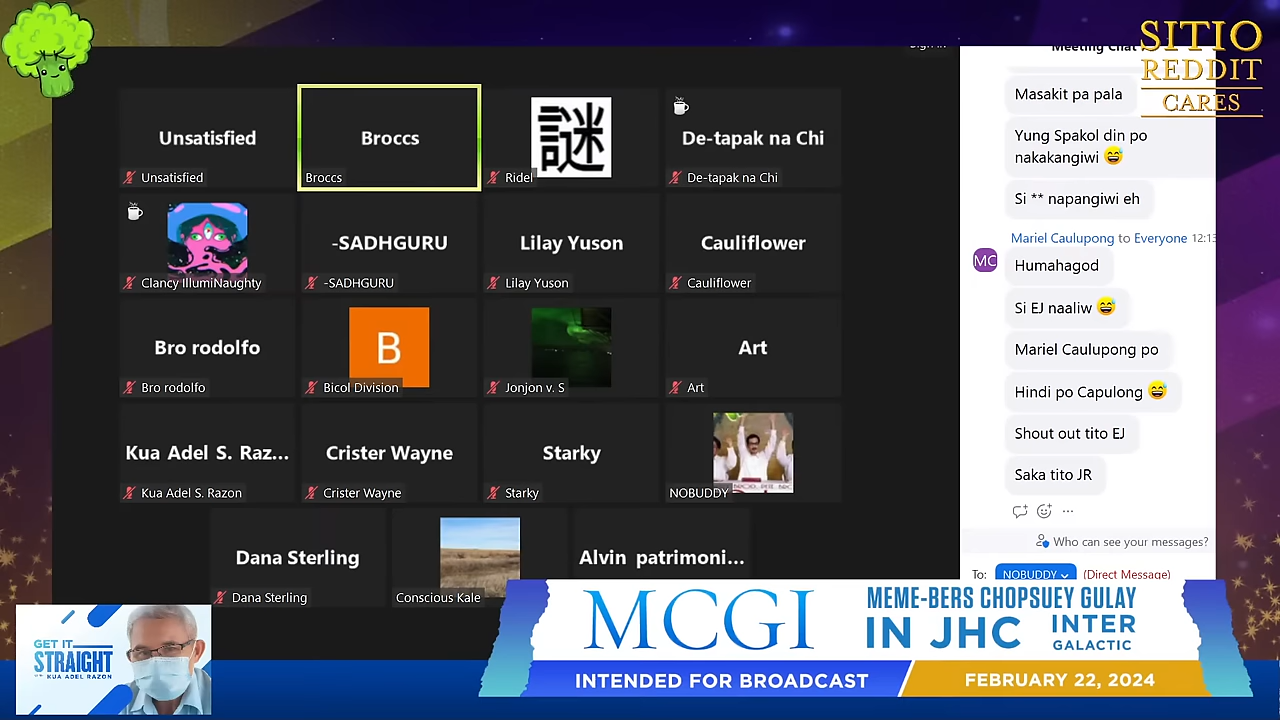 SITIO
REDDIT
CARES
Meeting Chat
Unsatisfied
Unsatisfied
Broccs
Broccs
謎
Ridel
De-tapak na Chi
De-tapak na Chi
Clancy IllumiNaughty
-SADHGURU
-SADHGURU
Lilay Yuson
Lilay Yuson
Cauliflower
Cauliflower
Bro rodolfo
Bro rodolfo
B
Bicol Division
Jonjon v. S
Art
Art
Kua Adel S. Raz...
Kua Adel S. Razon
Crister Wayne
Crister Wayne
Starky
Starky
NOBUDDY
Dana Sterling
Dana Sterling
Conscious Kale
Alvin patrimoni...
Masakit pa pala
Yung Spakol din po
nakakangiwi 😅
Si ** napangiwi eh
Mariel Caulupong to Everyone 12:13
MC
Humahagod
Si EJ naaliw 😅
Mariel Caulupong po
Hindi po Capulong 😅
Shout out tito EJ
Saka tito JR
Who can see your messages?
To: NOBUDDY (Direct Message)
GET IT
STRAIGHT
KUA ADEL RAZON
MCGI
MEME-BERS CHOPSUEY GULAY
IN JHC INTER
GALACTIC
INTENDED FOR BROADCAST
FEBRUARY 22, 2024